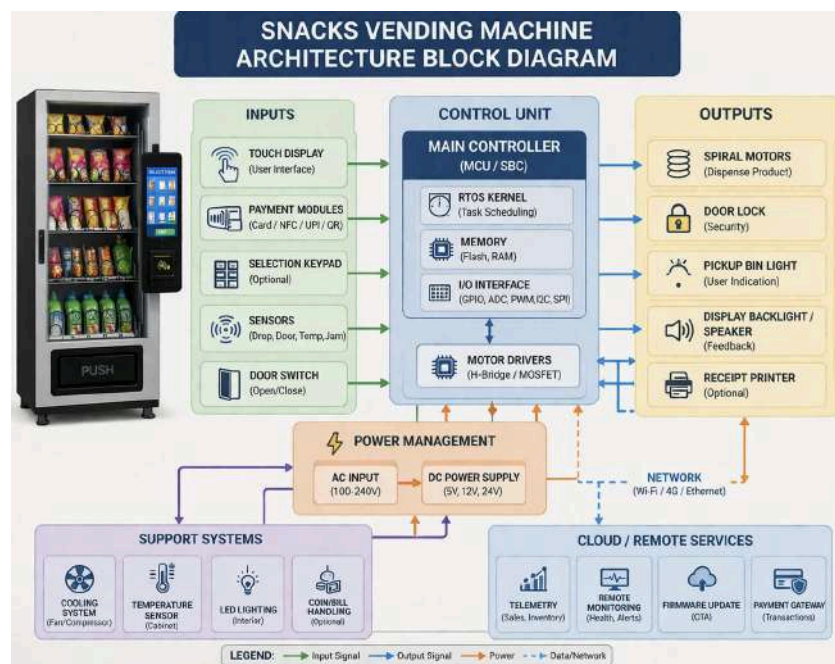 SNACKS VENDING MACHINE
ARCHITECTURE BLOCK DIAGRAM
PUSH
INPUTS
TOUCH DISPLAY
(User Interface)
PAYMENT MODULES
(Card / NFC / UPI / QR)
SELECTION KEYPAD
(Optional)
SENSORS
(Drop, Door, Temp, Jam)
DOOR SWITCH
(Open/Close)
CONTROL UNIT
MAIN CONTROLLER
(MCU / SBC)
RTOS KERNEL
(Task Scheduling)
MEMORY
(Flash, RAM)
I/O INTERFACE
(GPIO, ADC, PWM,I2C, SPI)
MOTOR DRIVERS
(H-Bridge / MOSFET)
OUTPUTS
SPIRAL MOTORS
(Dispense Product)
DOOR LOCK
(Security)
PICKUP BIN LIGHT
(User Indication)
DISPLAY BACKLIGHT /
SPEAKER
(Feedback)
RECEIPT PRINTER
(Optional)
POWER MANAGEMENT
AC INPUT
(100-240V)
DC POWER SUPPLY
(5V, 12V, 24V)
NETWORK
(Wi-Fi / 4G / Ethernet)
SUPPORT SYSTEMS
COOLING
SYSTEM
(Fan/Compressor)
TEMPERATURE
SENSOR
(Cabinet)
LED LIGHTING
(Interior)
COIN/BILL
HANDLING
(Optional)
CLOUD / REMOTE SERVICES
TELEMETRY
(Sales, Inventory)
REMOTE
MONITORING
(Health, Alerts)
FIRMWARE UPDATE
(OTA)
PAYMENT GATEWAY
(Transactions)
LEGEND: Input Signal Output Signal Power Data/Network